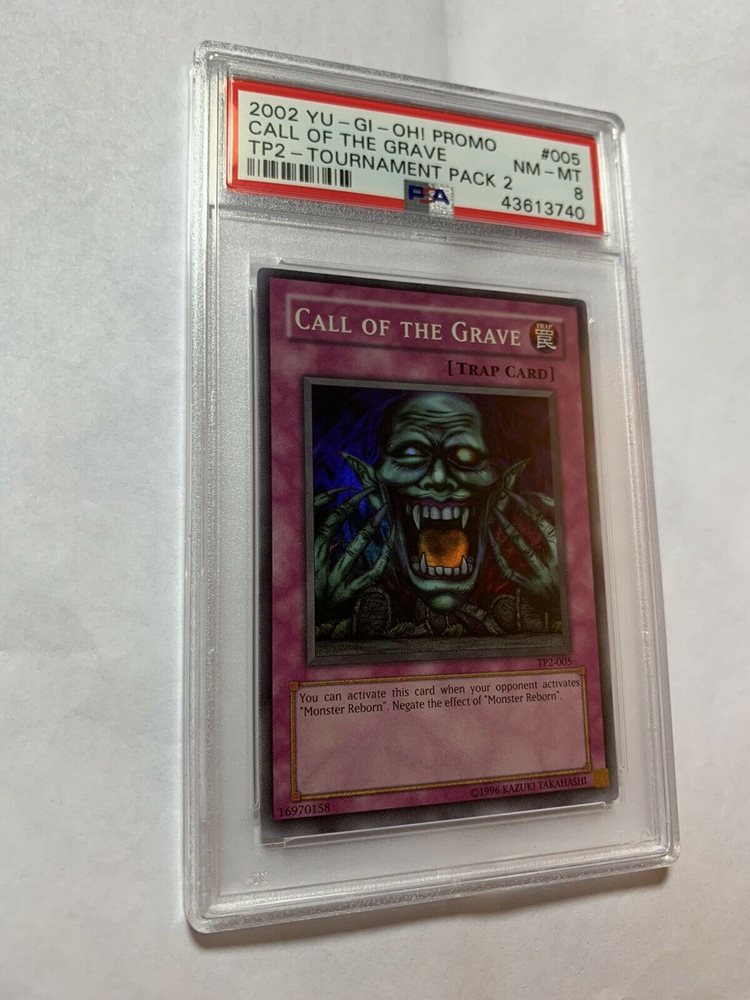 2002 YU-GI-OH! PROMO #005
CALL OF THE GRAVE NM-MT
TP2-TOURNAMENT PACK 2 8
PSA 43613740
CALL OF THE GRAVE TRAP 罠
[TRAP CARD]
TP2-005
You can activate this card when your opponent activates
"Monster Reborn". Negate the effect of "Monster Reborn".
16970158 ©1996 KAZUKI TAKAHASHI